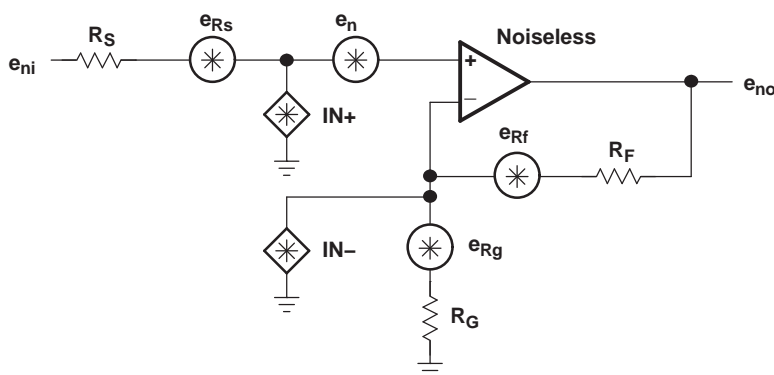 e_Rs
e_n
Noiseless
R_S
e_ni
+
e_no
IN+
−
e_Rf
R_F
IN−
e_Rg
R_G